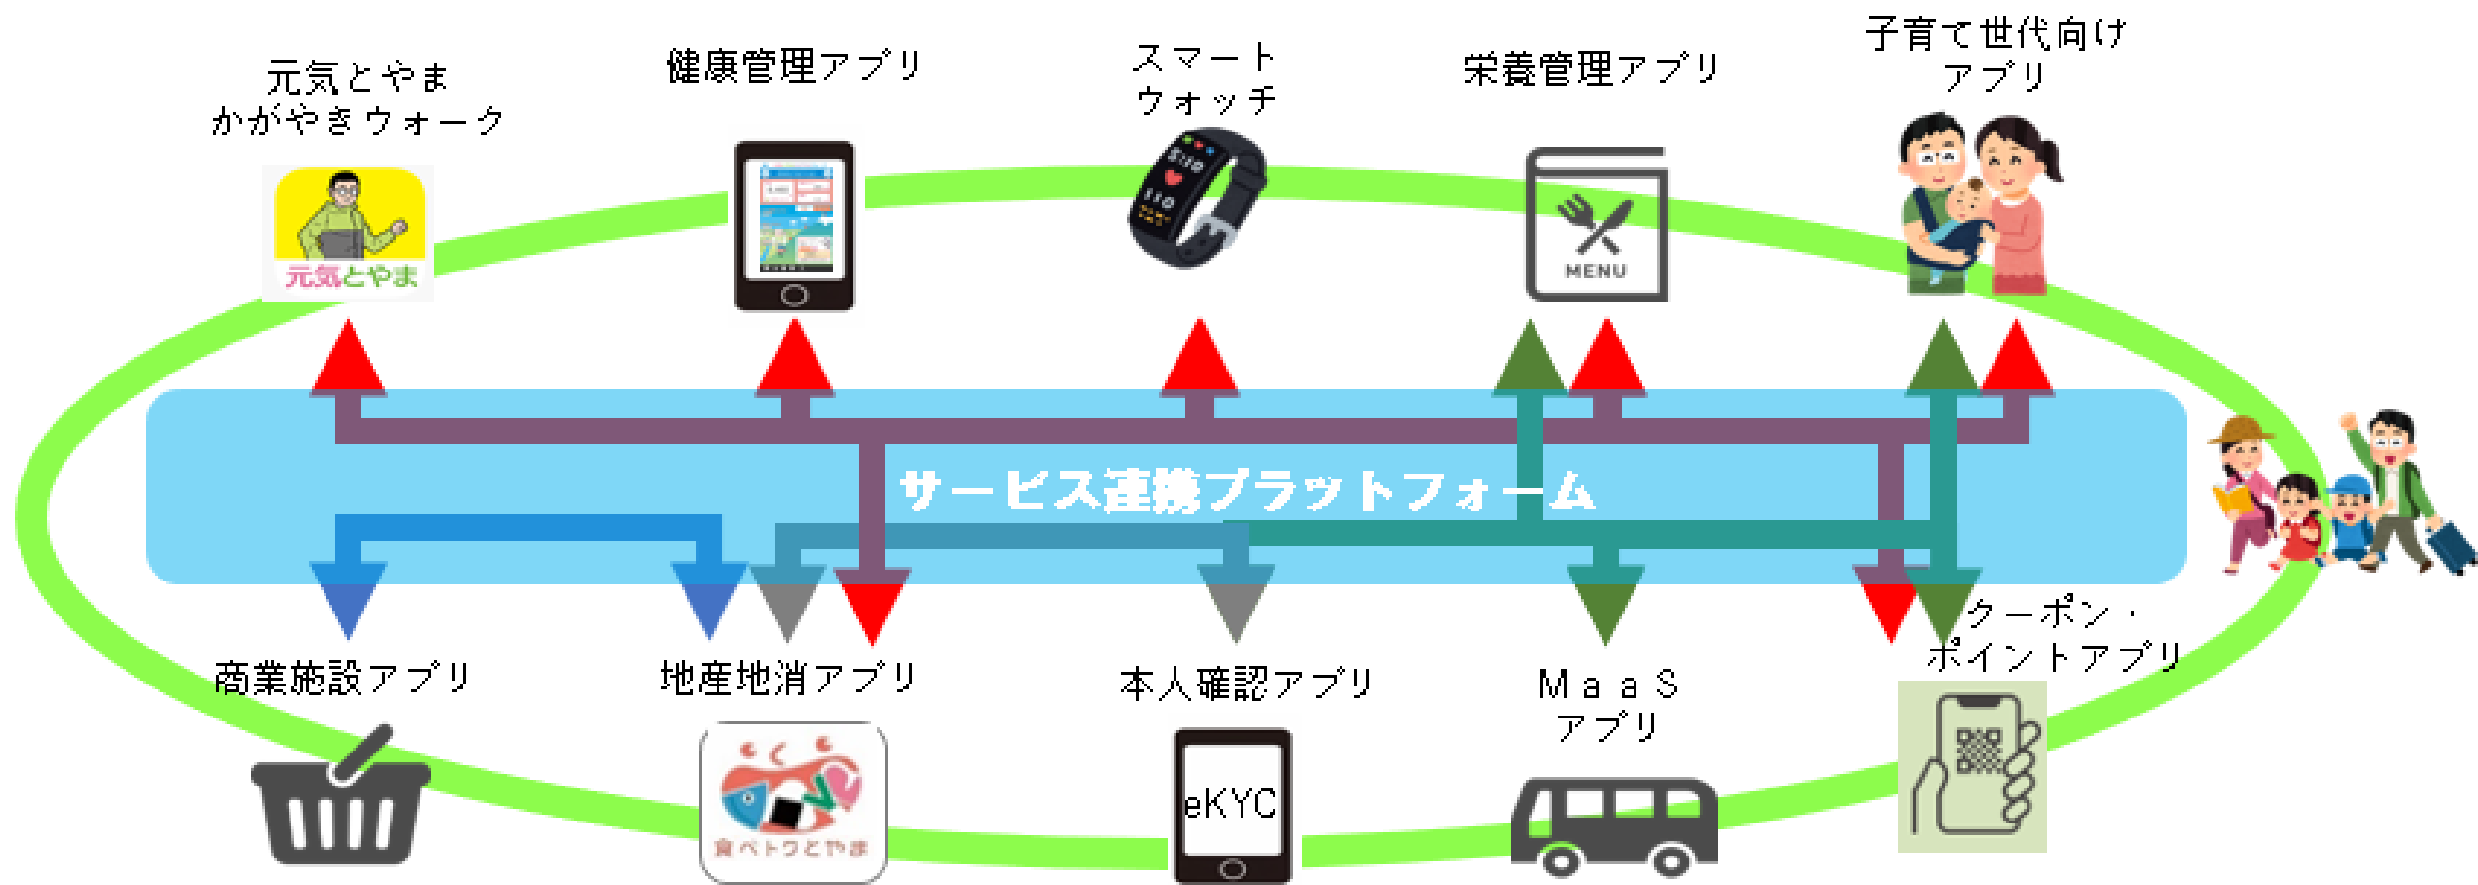 元気とやま
かがやきウォーク
健康管理アプリ
スマート
ウォッチ
栄養管理アプリ
子育て世代向け
アプリ
元気とやま
5:10
110
MENU
サービス連携プラットフォーム
商業施設アプリ
地産地消アプリ
本人確認アプリ
MaaS
アプリ
クーポン・
ポイントアプリ
食べトクとやま
eKYC